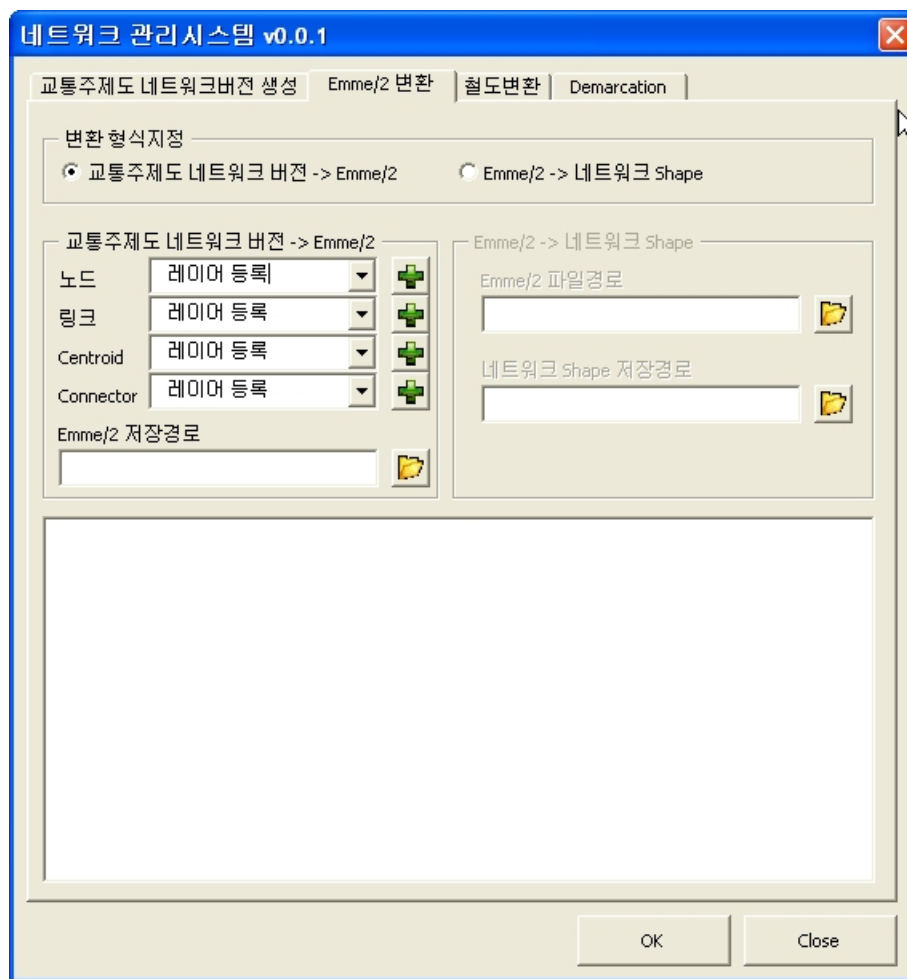 네트워크 관리시스템 v0.0.1
교통주제도 네트워크버전 생성 Emme/2 변환 철도변환 Demarcation
변환 형식지정
교통주제도 네트워크 버전 -> Emme/2 Emme/2 -> 네트워크 Shape
교통주제도 네트워크 버전 -> Emme/2
노드 레이어 등록
링크 레이어 등록
Centroid 레이어 등록
Connector 레이어 등록
Emme/2 저장경로
Emme/2 -> 네트워크 Shape
Emme/2 파일경로
네트워크 Shape 저장경로
OK Close